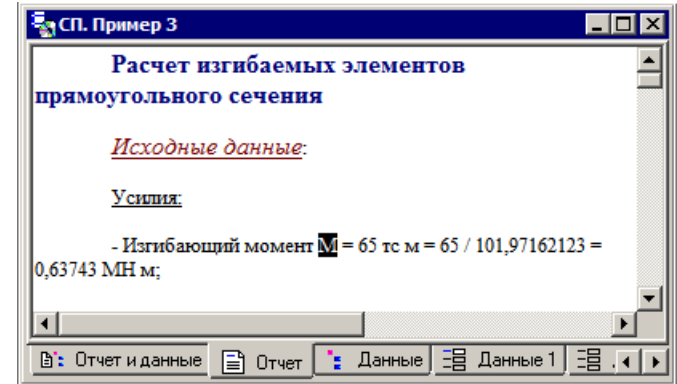 СП. Пример 3
Расчет изгибаемых элементов
прямоугольного сечения
Исходные данные:
Усилия:
- Изгибающий момент M = 65 тс м = 65 / 101,97162123 =
0,63743 МН м;
Отчет и данные Отчет Данные Данные 1 .